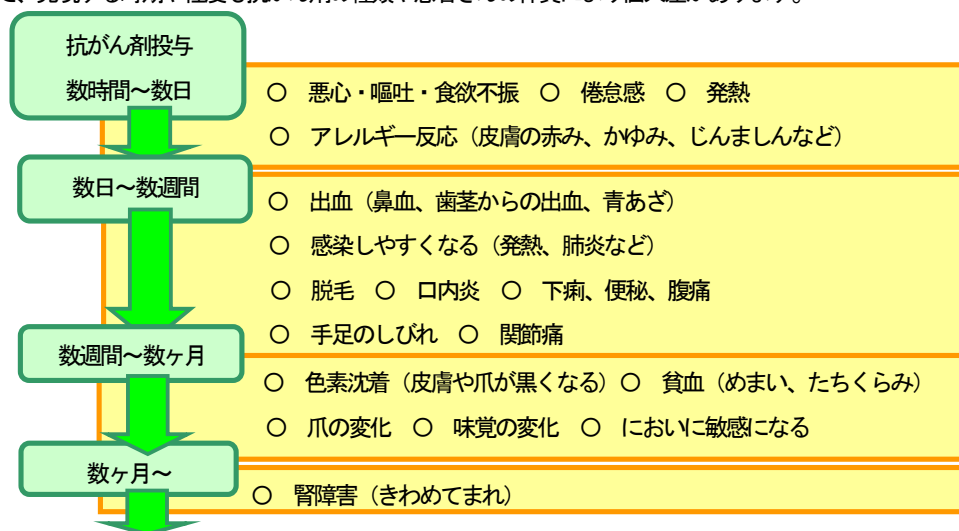 抗がん剤投与
数時間～数日
○ 悪心・嘔吐・食欲不振 ○ 倦怠感 ○ 発熱
○ アレルギー反応（皮膚の赤み、かゆみ、じんましんなど）
数日～数週間
○ 出血（鼻血、歯茎からの出血、青あざ）
○ 感染しやすくなる（発熱、肺炎など）
○ 脱毛 ○ 口内炎 ○ 下痢、便秘、腹痛
○ 手足のしびれ ○ 関節痛
数週間～数ヶ月
○ 色素沈着（皮膚や爪が黒くなる）○ 貧血（めまい、たちくらみ）
○ 爪の変化 ○ 味覚の変化 ○ においに敏感になる
数ヶ月～
○ 腎障害（きわめてまれ）